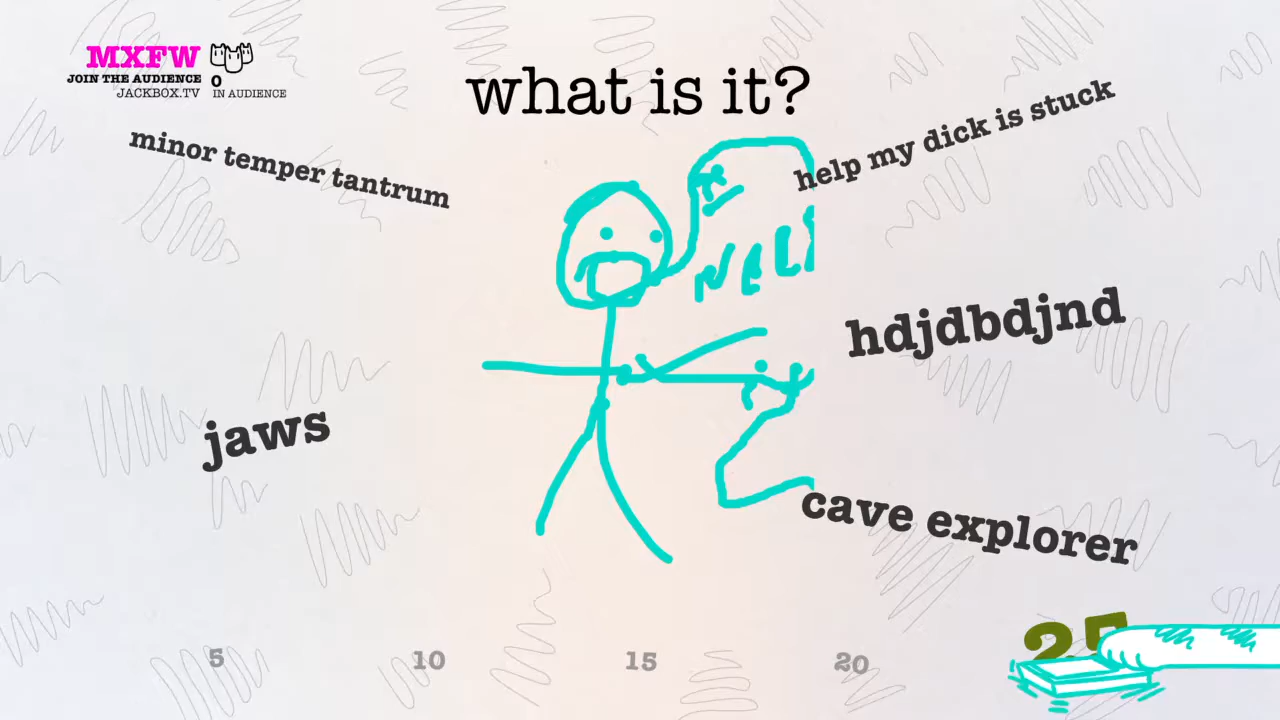 MXFW
JOIN THE AUDIENCE
JACKBOX.TV
0
IN AUDIENCE
what is it?
minor temper tantrum
help my dick is stuck
hdjdbdjnd
jaws
cave explorer
5 10 15 20